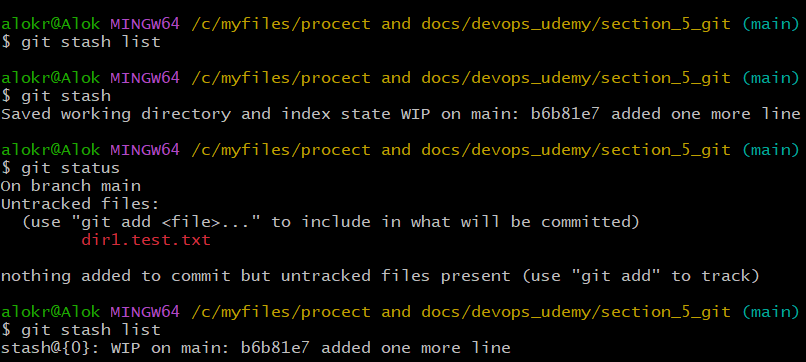 alokr@Alok MINGW64 /c/myfiles/procect and docs/devops_udemy/section_5_git (main)
$ git stash list
alokr@Alok MINGW64 /c/myfiles/procect and docs/devops_udemy/section_5_git (main)
$ git stash
Saved working directory and index state WIP on main: b6b81e7 added one more line
alokr@Alok MINGW64 /c/myfiles/procect and docs/devops_udemy/section_5_git (main)
$ git status
On branch main
Untracked files:
  (use "git add <file>..." to include in what will be committed)
        dir1.test.txt
nothing added to commit but untracked files present (use "git add" to track)
alokr@Alok MINGW64 /c/myfiles/procect and docs/devops_udemy/section_5_git (main)
$ git stash list
stash@{0}: WIP on main: b6b81e7 added one more line